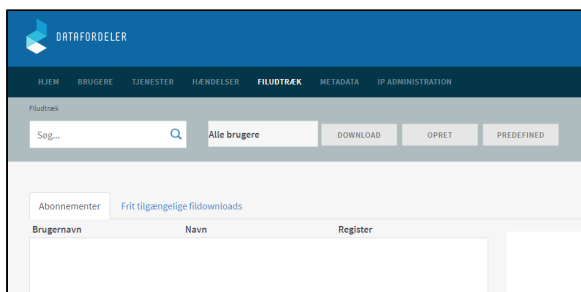 DATAFORDELER
HJEM BRUGERE TJENESTER HÆNDELSER FILUDTRÆK METADATA IP ADMINISTRATION
Filudtræk
Søg... Alle brugere DOWNLOAD OPRET PREDEFINED
Abonnementer Frit tilgængelige fildownloads
Brugernavn Navn Register